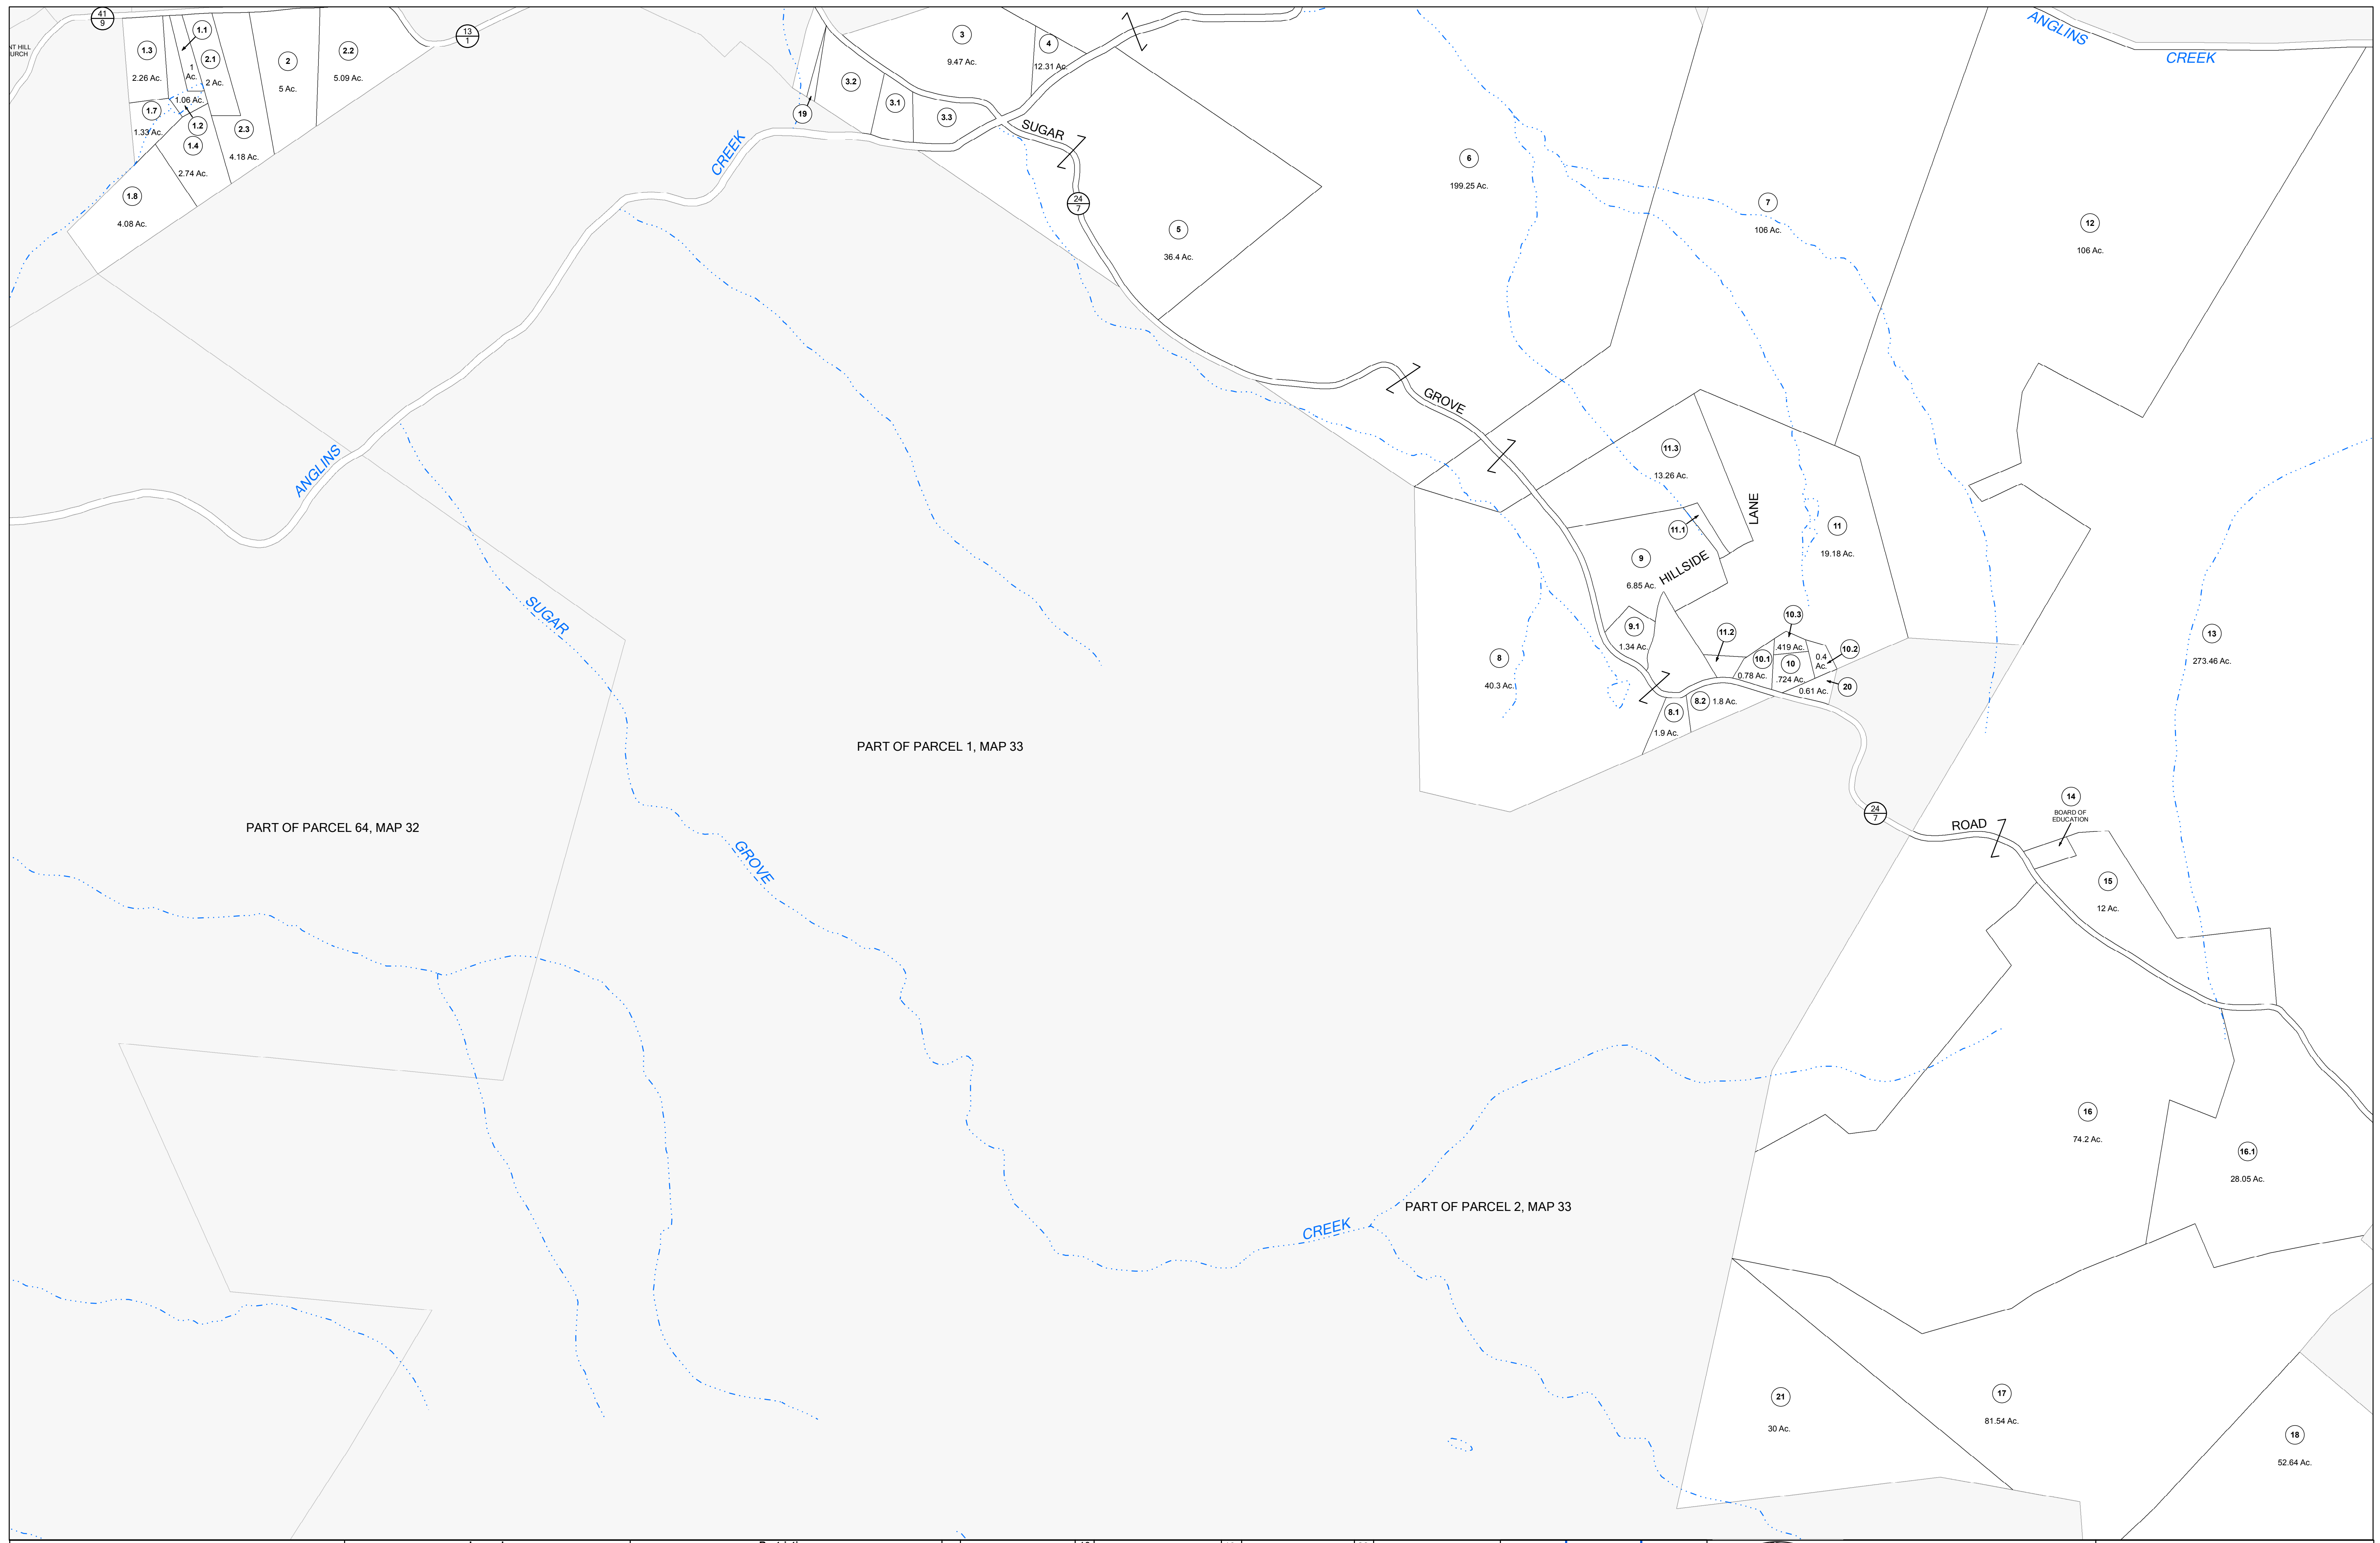 41
9
NT HILL
URCH
1.3
2.26 Ac.
1.1
1
Ac.
2.1
2 Ac.
2
5 Ac.
2.2
5.09 Ac.
13
1
1.06 Ac.
1.7
1.33 Ac.
1.2
1.4
2.74 Ac.
2.3
4.18 Ac.
1.8
4.08 Ac.
3
9.47 Ac.
4
12.31 Ac.
3.2
3.1
3.3
19
CREEK
SUGAR
24
7
5
36.4 Ac.
6
199.25 Ac.
7
106 Ac.
ANGLINS
CREEK
12
106 Ac.
GROVE
ANGLINS
11.3
13.26 Ac.
LANE
11.1
11
19.18 Ac.
9
6.85 Ac.
HILLSIDE
SUGAR
9.1
1.34 Ac.
11.2
10.3
.419 Ac.
10.1
0.78 Ac.
10
.724 Ac.
0.4
Ac.
10.2
0.61 Ac.
20
8
40.3 Ac.
8.1
1.9 Ac.
8.2
1.8 Ac.
13
273.46 Ac.
PART OF PARCEL 1, MAP 33
PART OF PARCEL 64, MAP 32
24
7
ROAD
14
BOARD OF
EDUCATION
15
12 Ac.
GROVE
16
74.2 Ac.
16.1
28.05 Ac.
PART OF PARCEL 2, MAP 33
CREEK
21
30 Ac.
17
81.54 Ac.
18
52.64 Ac.